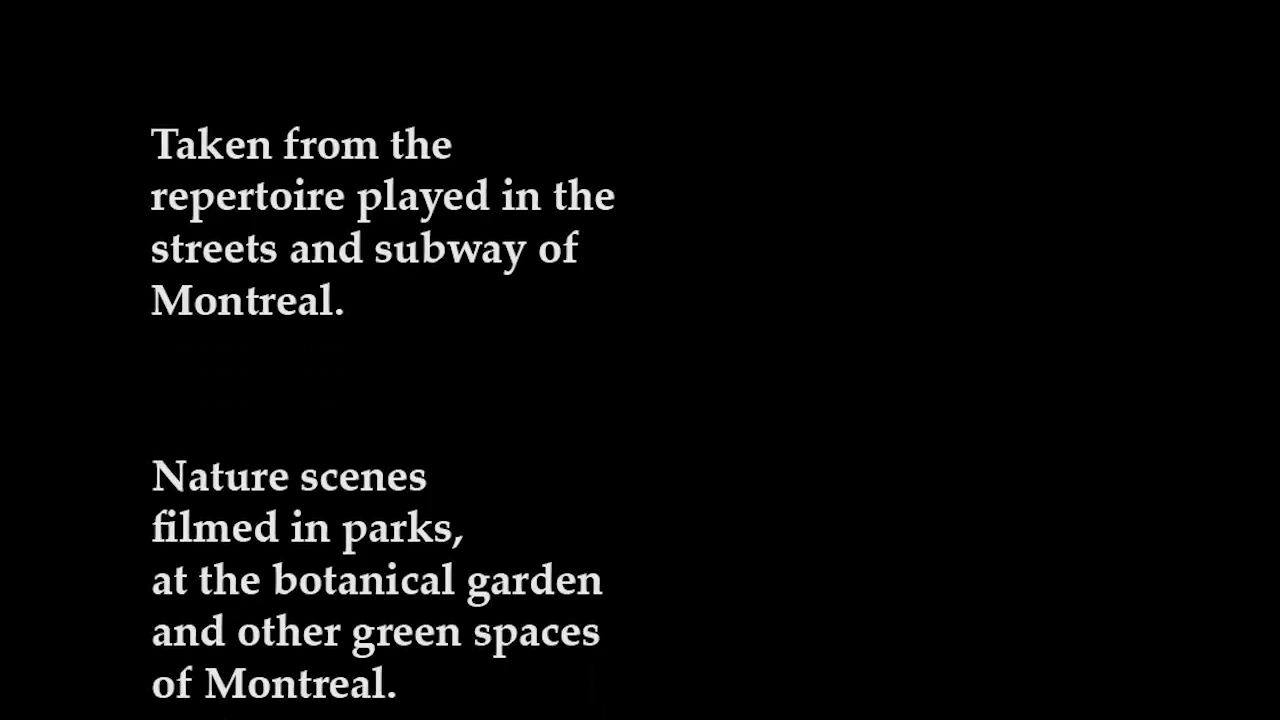 Taken from the
repertoire played in the
streets and subway of
Montreal.
Nature scenes
filmed in parks,
at the botanical garden
and other green spaces
of Montreal.